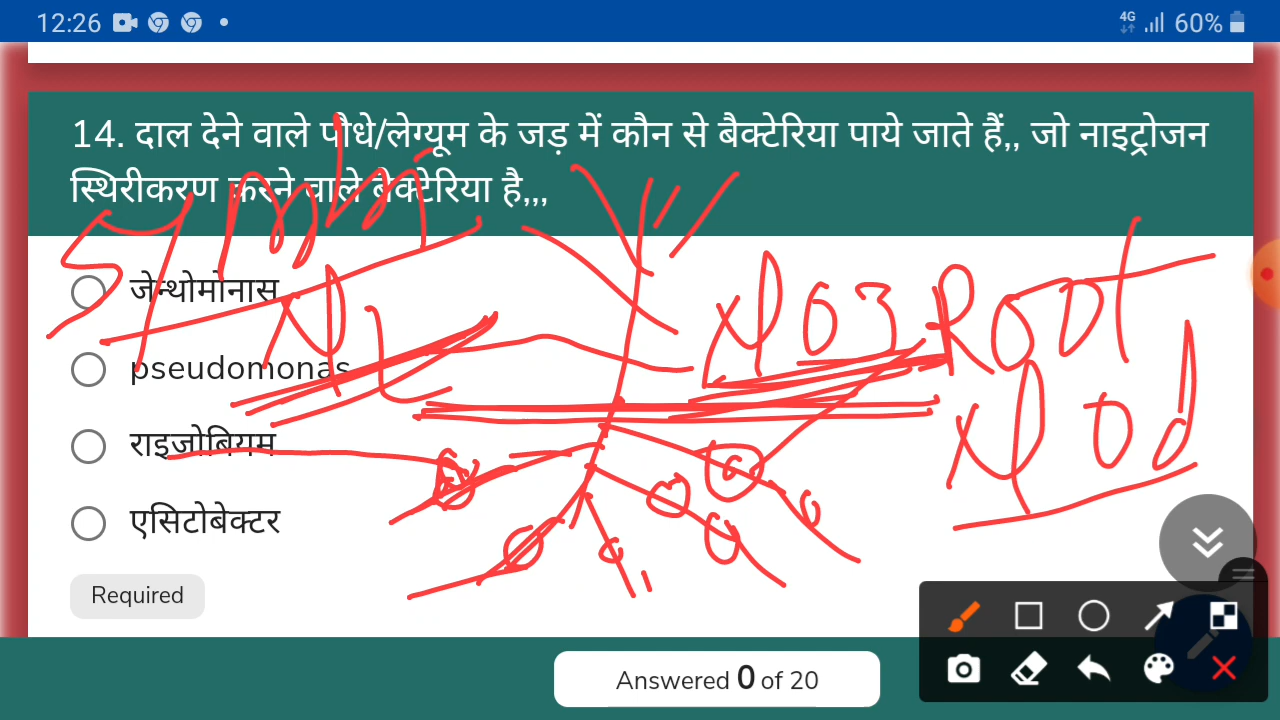 12:26
4G
60%
14. दाल देने वाले पौधे/लेग्यूम के जड़ में कौन से बैक्टेरिया पाये जाते हैं,, जो नाइट्रोजन
स्थिरीकरण करने वाले बैक्टेरिया है,,,
जेन्थोमोनास
pseudomonas
राइजोबियम
एसिटोबेक्टर
Root
NO3
N2
Required
Answered 0 of 20